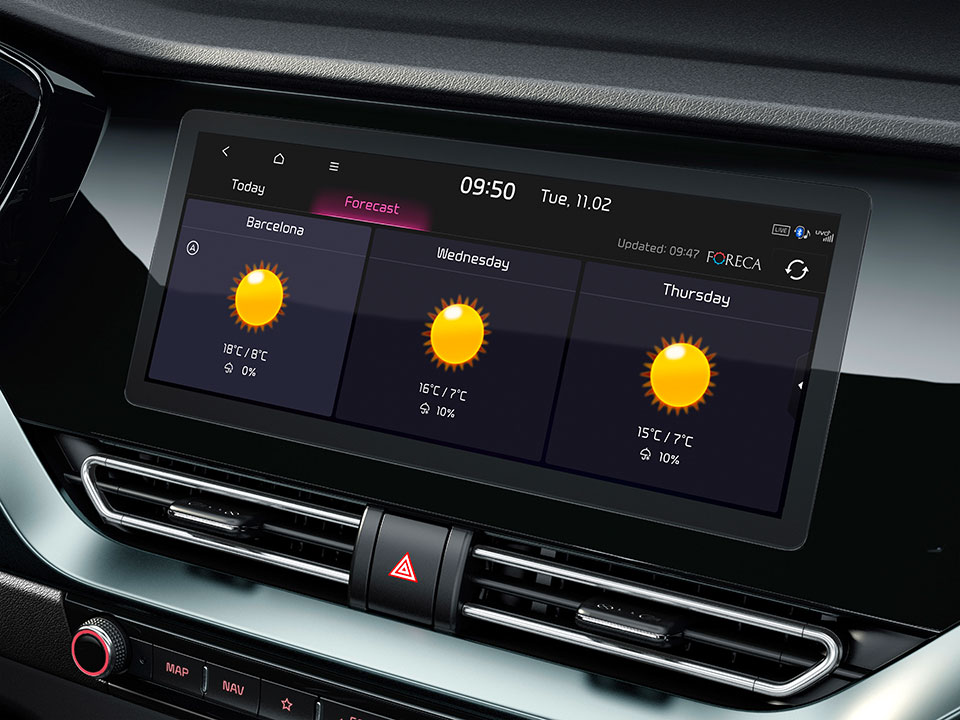 09:50
Tue, 11.02
LIVE
UVO
Today
Forecast
Updated: 09:47
FORECA
Barcelona
A
18°C / 8°C
0%
Wednesday
16°C / 7°C
10%
Thursday
15°C / 7°C
10%
MAP
NAV